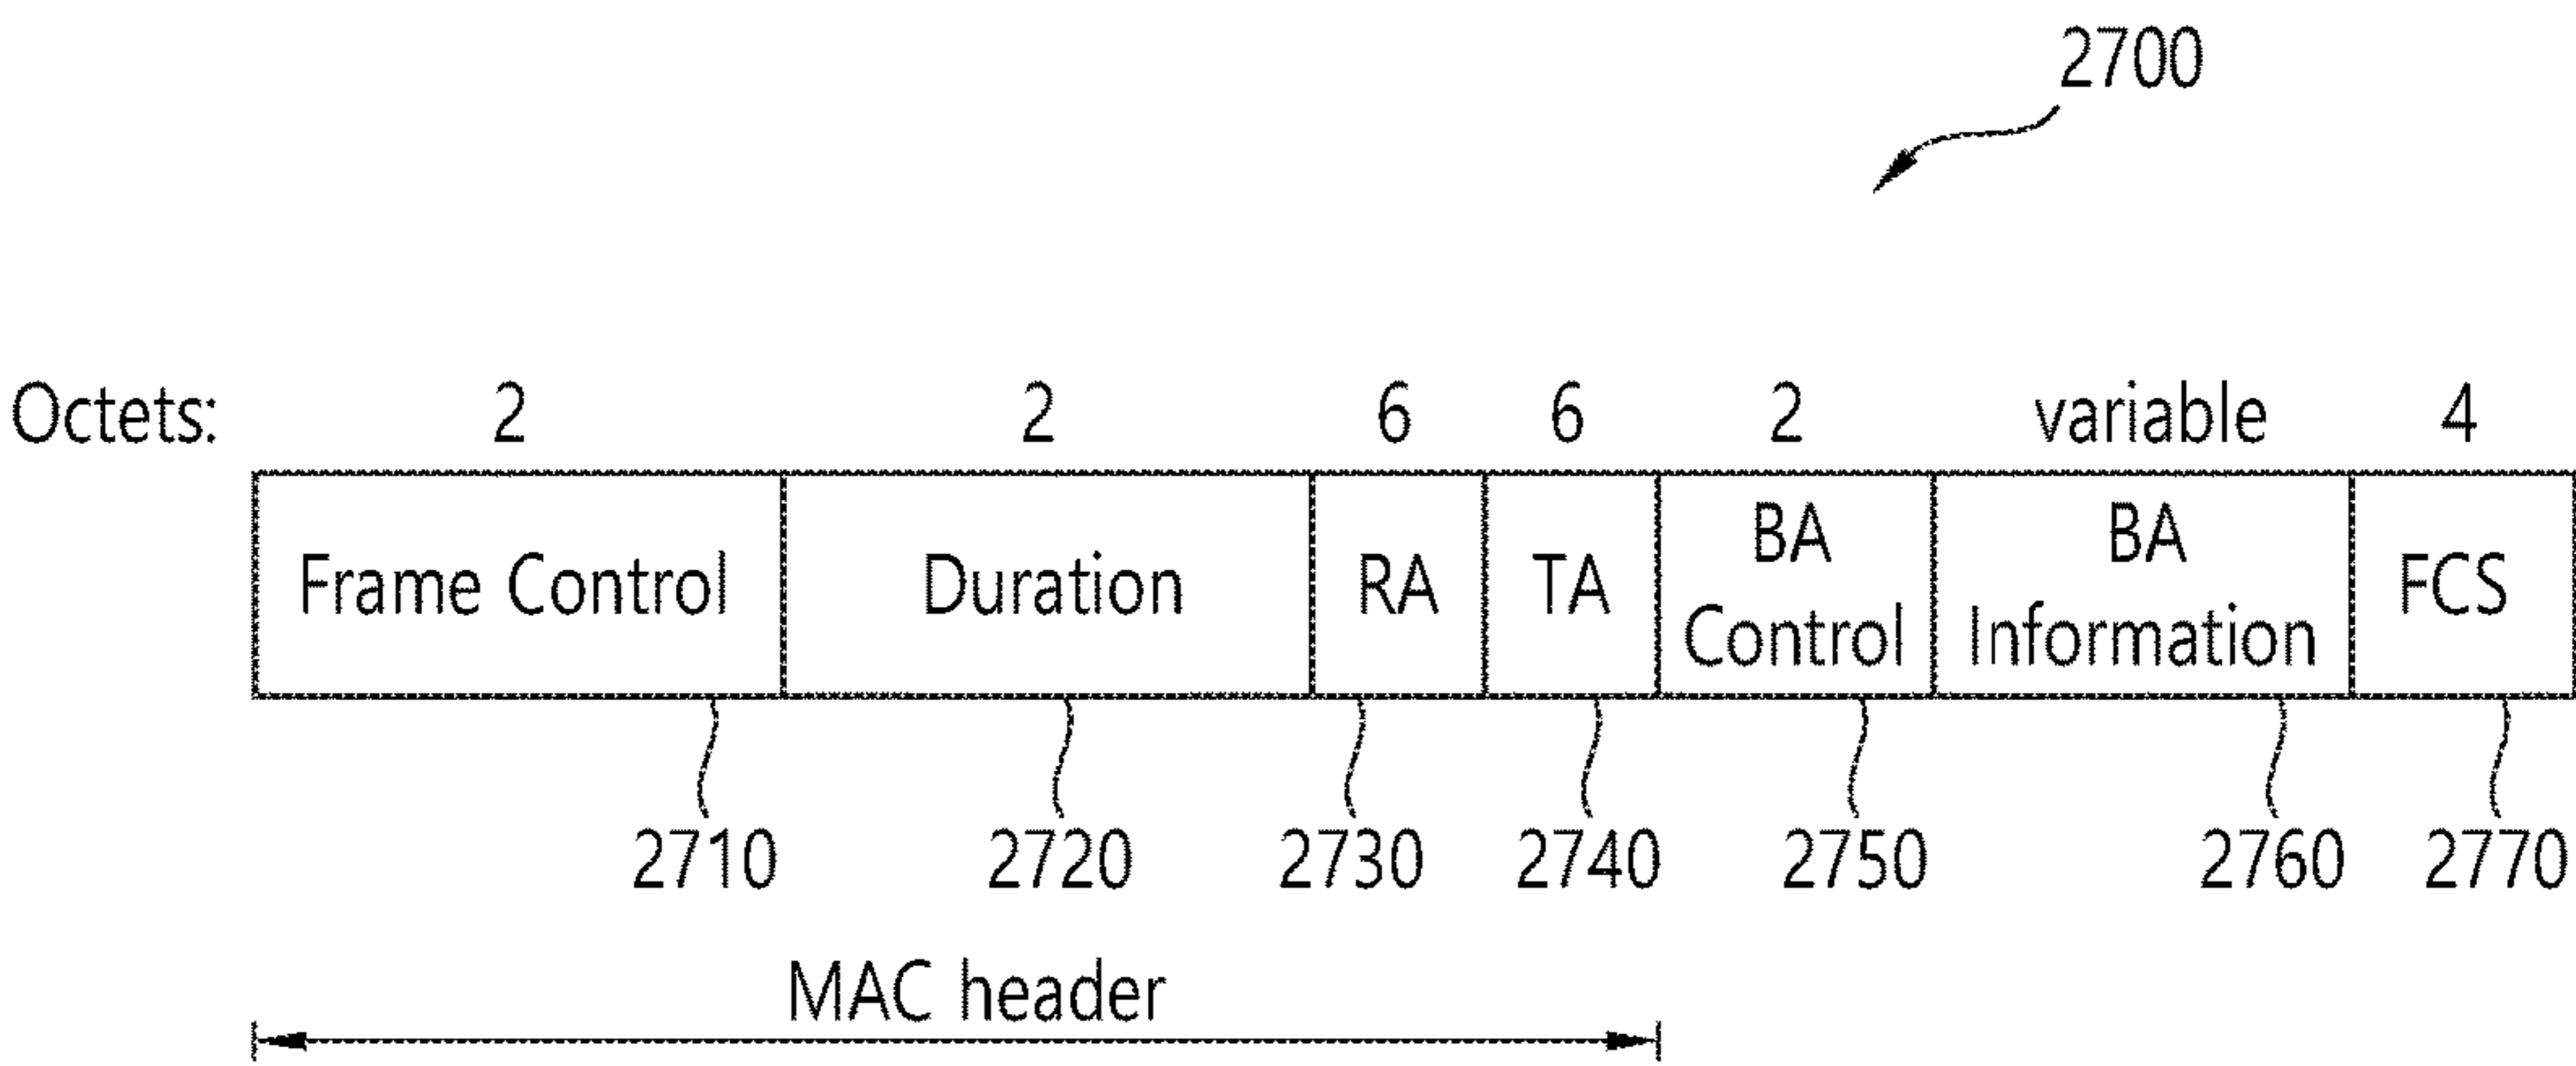 2700
Octets: 2 2 6 6 2 variable 4
Frame Control Duration RA TA BA Control BA Information FCS
2710 2720 2730 2740 2750 2760 2770
MAC header